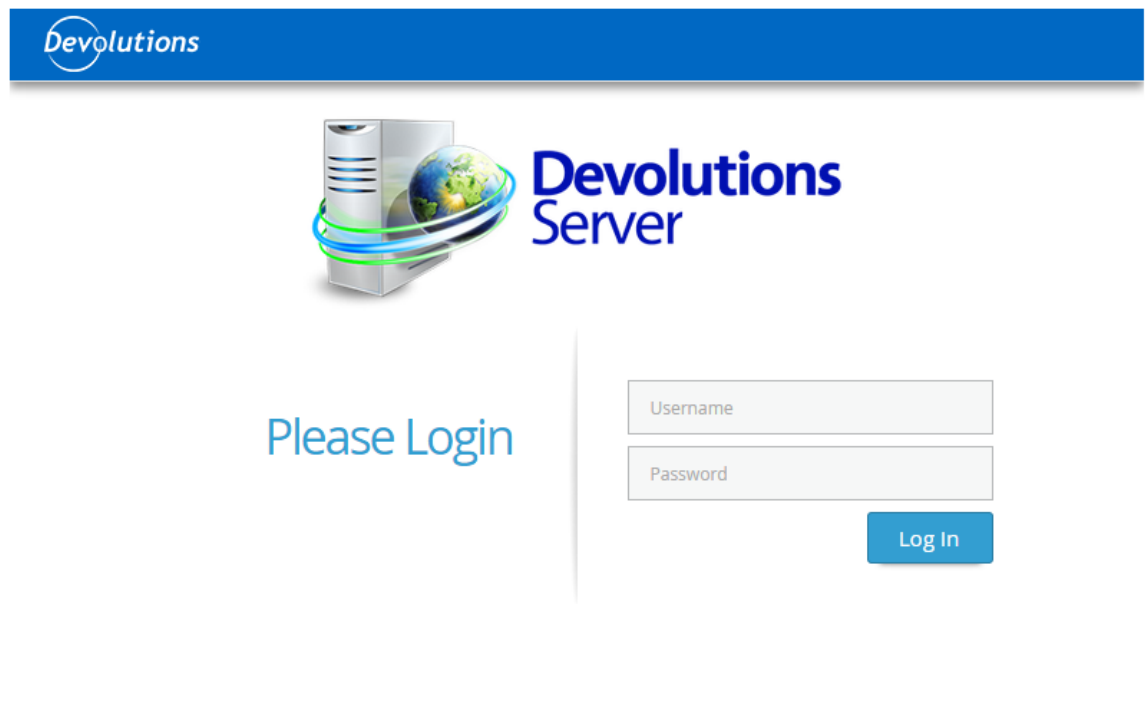 Devolutions
Devolutions
Server
Please Login
Username
Password
Log In